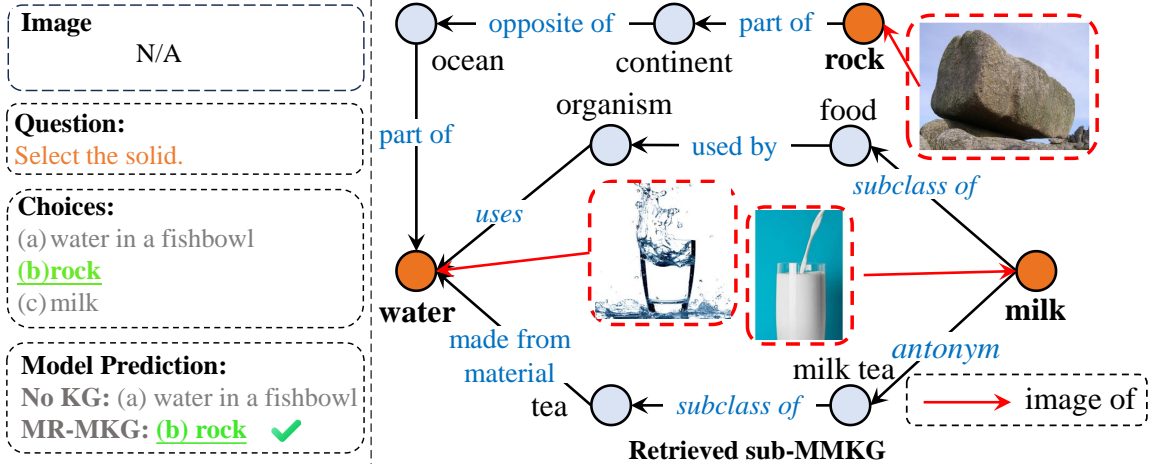 Image
N/A
Question:
Select the solid.
Choices:
(a) water in a fishbowl
(b) rock
(c) milk
Model Prediction:
No KG: (a) water in a fishbowl
MR-MKG: (b) rock
opposite of
part of
ocean
continent
rock
organism
food
part of
used by
subclass of
uses
water
milk
made from
material
antonym
milk tea
tea
subclass of
image of
Retrieved sub-MMKG